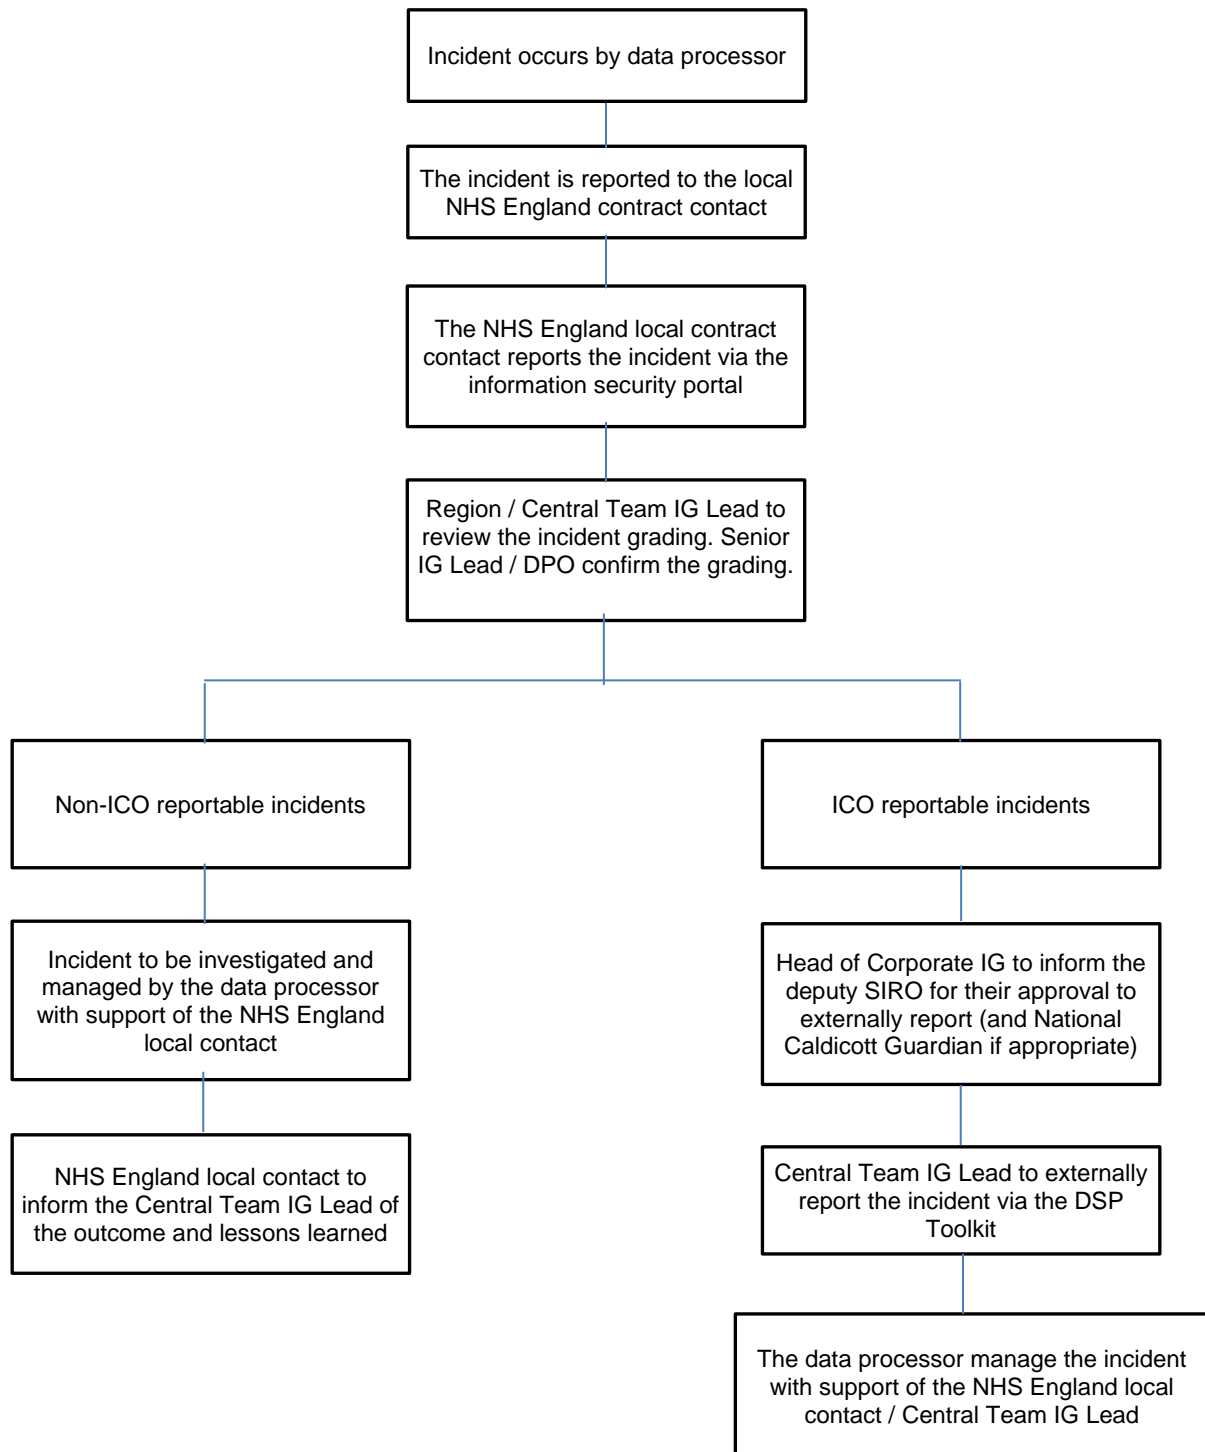 Incident occurs by data processor
The incident is reported to the local
NHS England contract contact
The NHS England local contract
contact reports the incident via the
information security portal
Region / Central Team IG Lead to
review the incident grading. Senior
IG Lead / DPO confirm the grading.
Non-ICO reportable incidents
Incident to be investigated and
managed by the data processor
with support of the NHS England
local contact
NHS England local contact to
inform the Central Team IG Lead of
the outcome and lessons learned
ICO reportable incidents
Head of Corporate IG to inform the
deputy SIRO for their approval to
externally report (and National
Caldicott Guardian if appropriate)
Central Team IG Lead to externally
report the incident via the DSP
Toolkit
The data processor manage the incident
with support of the NHS England local
contact / Central Team IG Lead